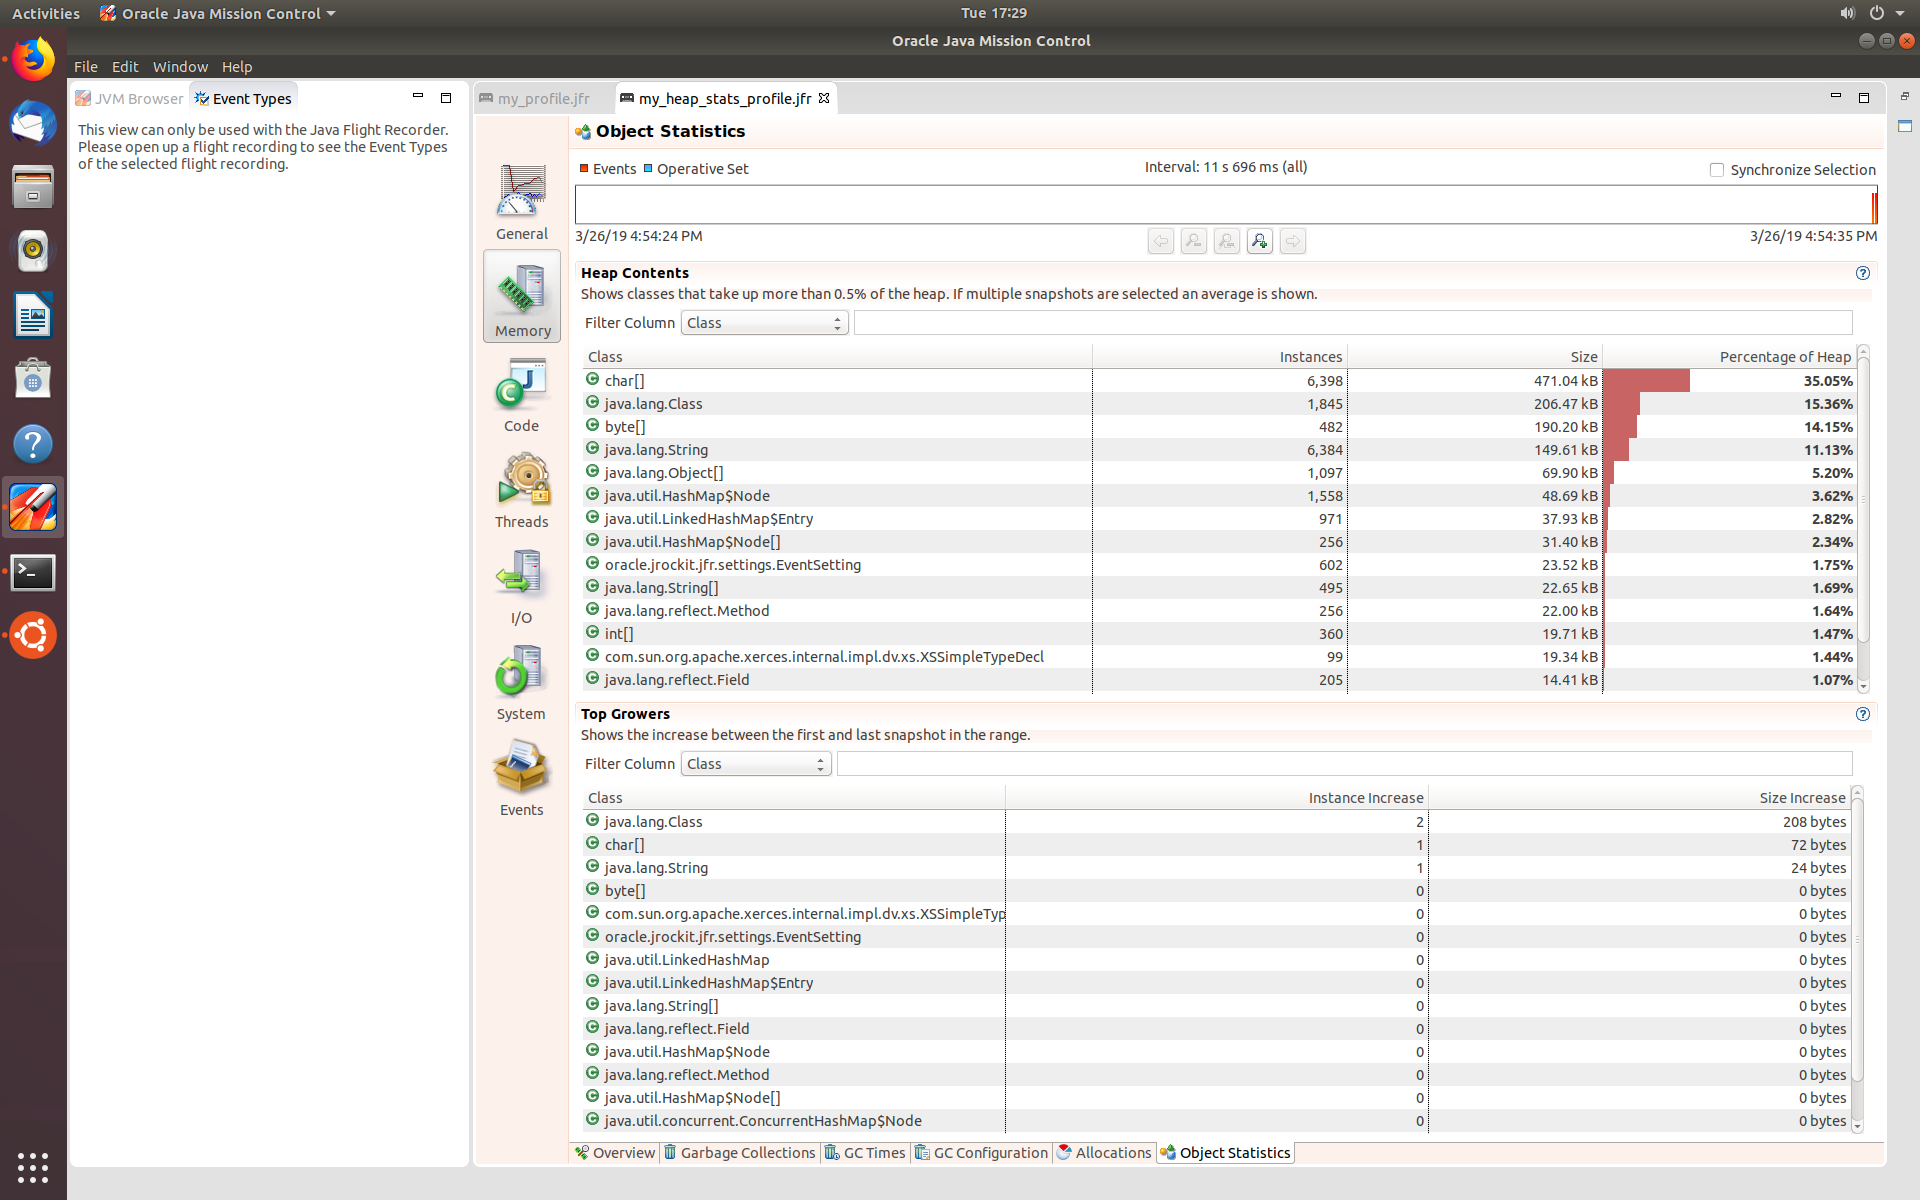 Activities
Oracle Java Mission Control
Tue 17:29
Oracle Java Mission Control
File Edit Window Help
JVM Browser
Event Types
This view can only be used with the Java Flight Recorder.
Please open up a flight recording to see the Event Types
of the selected flight recording.
my_profile.jfr
my_heap_stats_profile.jfr
General
Memory
Code
Threads
I/O
System
Events
Object Statistics
Events Operative Set
Interval: 11 s 696 ms (all)
Synchronize Selection
3/26/19 4:54:24 PM
3/26/19 4:54:35 PM
Heap Contents
Shows classes that take up more than 0.5% of the heap. If multiple snapshots are selected an average is shown.
Filter Column Class
Class Instances Size Percentage of Heap
char[] 6,398 471.04 kB 35.05%
java.lang.Class 1,845 206.47 kB 15.36%
byte[] 482 190.20 kB 14.15%
java.lang.String 6,384 149.61 kB 11.13%
java.lang.Object[] 1,097 69.90 kB 5.20%
java.util.HashMap$Node 1,558 48.69 kB 3.62%
java.util.LinkedHashMap$Entry 971 37.93 kB 2.82%
java.util.HashMap$Node[] 256 31.40 kB 2.34%
oracle.jrockit.jfr.settings.EventSetting 602 23.52 kB 1.75%
java.lang.String[] 495 22.65 kB 1.69%
java.lang.reflect.Method 256 22.00 kB 1.64%
int[] 360 19.71 kB 1.47%
com.sun.org.apache.xerces.internal.impl.dv.xs.XSSimpleTypeDecl 99 19.34 kB 1.44%
java.lang.reflect.Field 205 14.41 kB 1.07%
Top Growers
Shows the increase between the first and last snapshot in the range.
Filter Column Class
Class Instance Increase Size Increase
java.lang.Class 2 208 bytes
char[] 1 72 bytes
java.lang.String 1 24 bytes
byte[] 0 0 bytes
com.sun.org.apache.xerces.internal.impl.dv.xs.XSSimpleTyp 0 0 bytes
oracle.jrockit.jfr.settings.EventSetting 0 0 bytes
java.util.LinkedHashMap 0 0 bytes
java.util.LinkedHashMap$Entry 0 0 bytes
java.lang.String[] 0 0 bytes
java.lang.reflect.Field 0 0 bytes
java.util.HashMap$Node 0 0 bytes
java.lang.reflect.Method 0 0 bytes
java.util.HashMap$Node[] 0 0 bytes
java.util.concurrent.ConcurrentHashMap$Node 0 0 bytes
Overview Garbage Collections GC Times GC Configuration Allocations Object Statistics